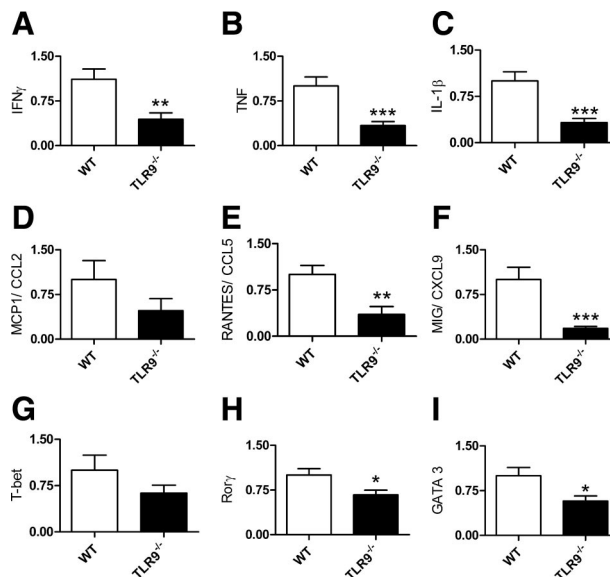 A
IFNγ
1.50
0.75
0.00
**
WT
TLR9-/-
B
TNF
1.50
0.75
0.00
***
WT
TLR9-/-
C
IL-1β
1.50
0.75
0.00
***
WT
TLR9-/-
D
MCP1/ CCL2
1.50
0.75
0.00
WT
TLR9-/-
E
RANTES/ CCL5
1.50
0.75
0.00
**
WT
TLR9-/-
F
MIG/ CXCL9
1.50
0.75
0.00
***
WT
TLR9-/-
G
T-bet
1.50
0.75
0.00
WT
TLR9-/-
H
Rorγ
1.50
0.75
0.00
*
WT
TLR9-/-
I
GATA 3
1.50
0.75
0.00
*
WT
TLR9-/-